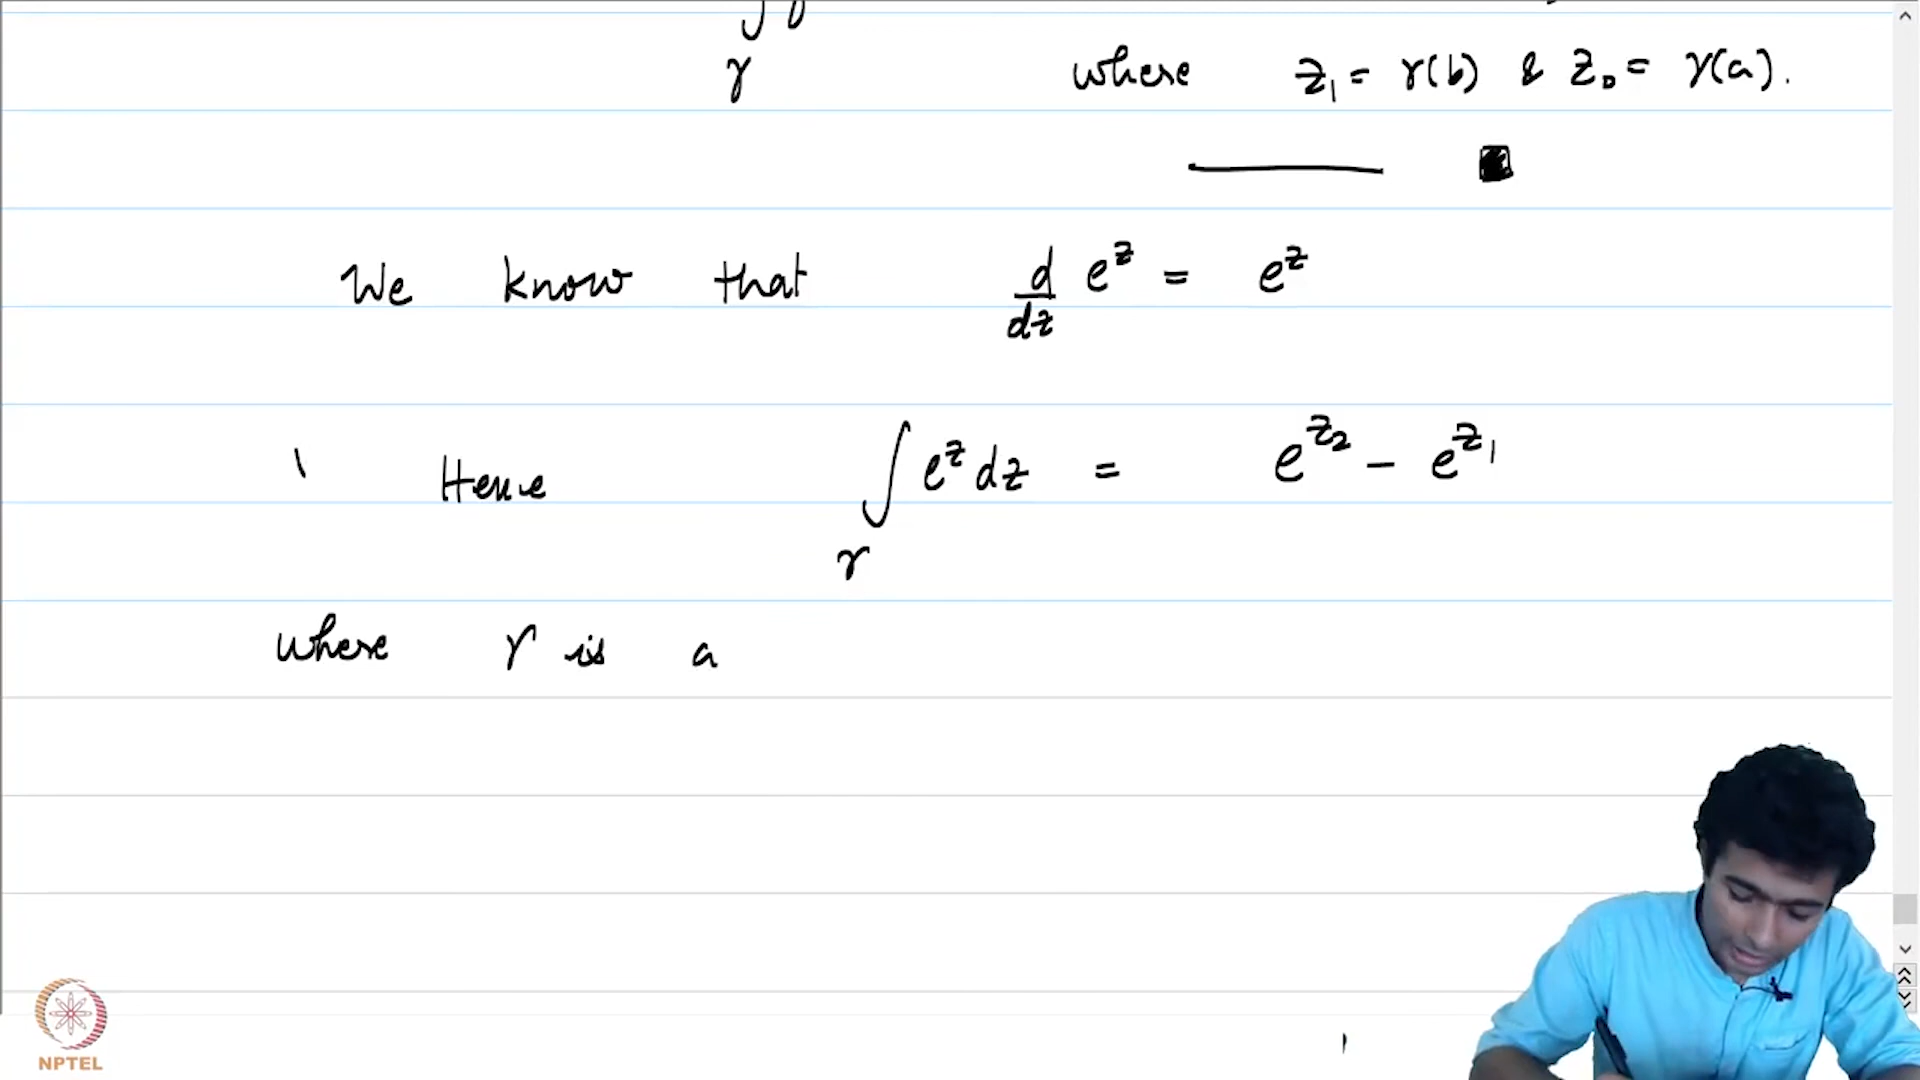 γ where z₁ = γ(b) & z₀ = γ(a).
We know that d/dz e^z = e^z
Hence ∫_γ e^z dz = e^{z₂} - e^{z₁}
where γ is a
NPTEL